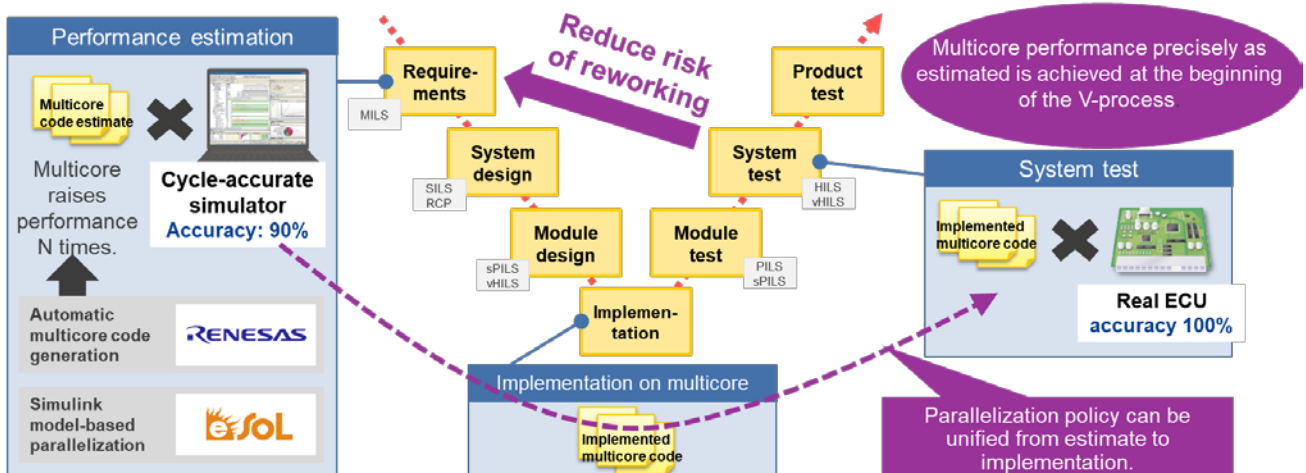 Performance estimation
Multicore
code estimate
Multicore
raises
performance
N times.
Cycle-accurate
simulator
Accuracy: 90%
Automatic
multicore code
generation
RENESAS
Simulink
model-based
parallelization
eSOL
Require-
ments
MILS
System
design
SILS
RCP
Module
design
sPILS
vHILS
Implemen-
tation
Reduce risk
of reworking
Product
test
System
test
HILS
vHILS
Module
test
PILS
sPILS
Implementation on multicore
Implemented
multicore code
Multicore performance precisely as
estimated is achieved at the beginning
of the V-process.
System test
Implemented
multicore code
Real ECU
accuracy 100%
Parallelization policy can be
unified from estimate to
implementation.